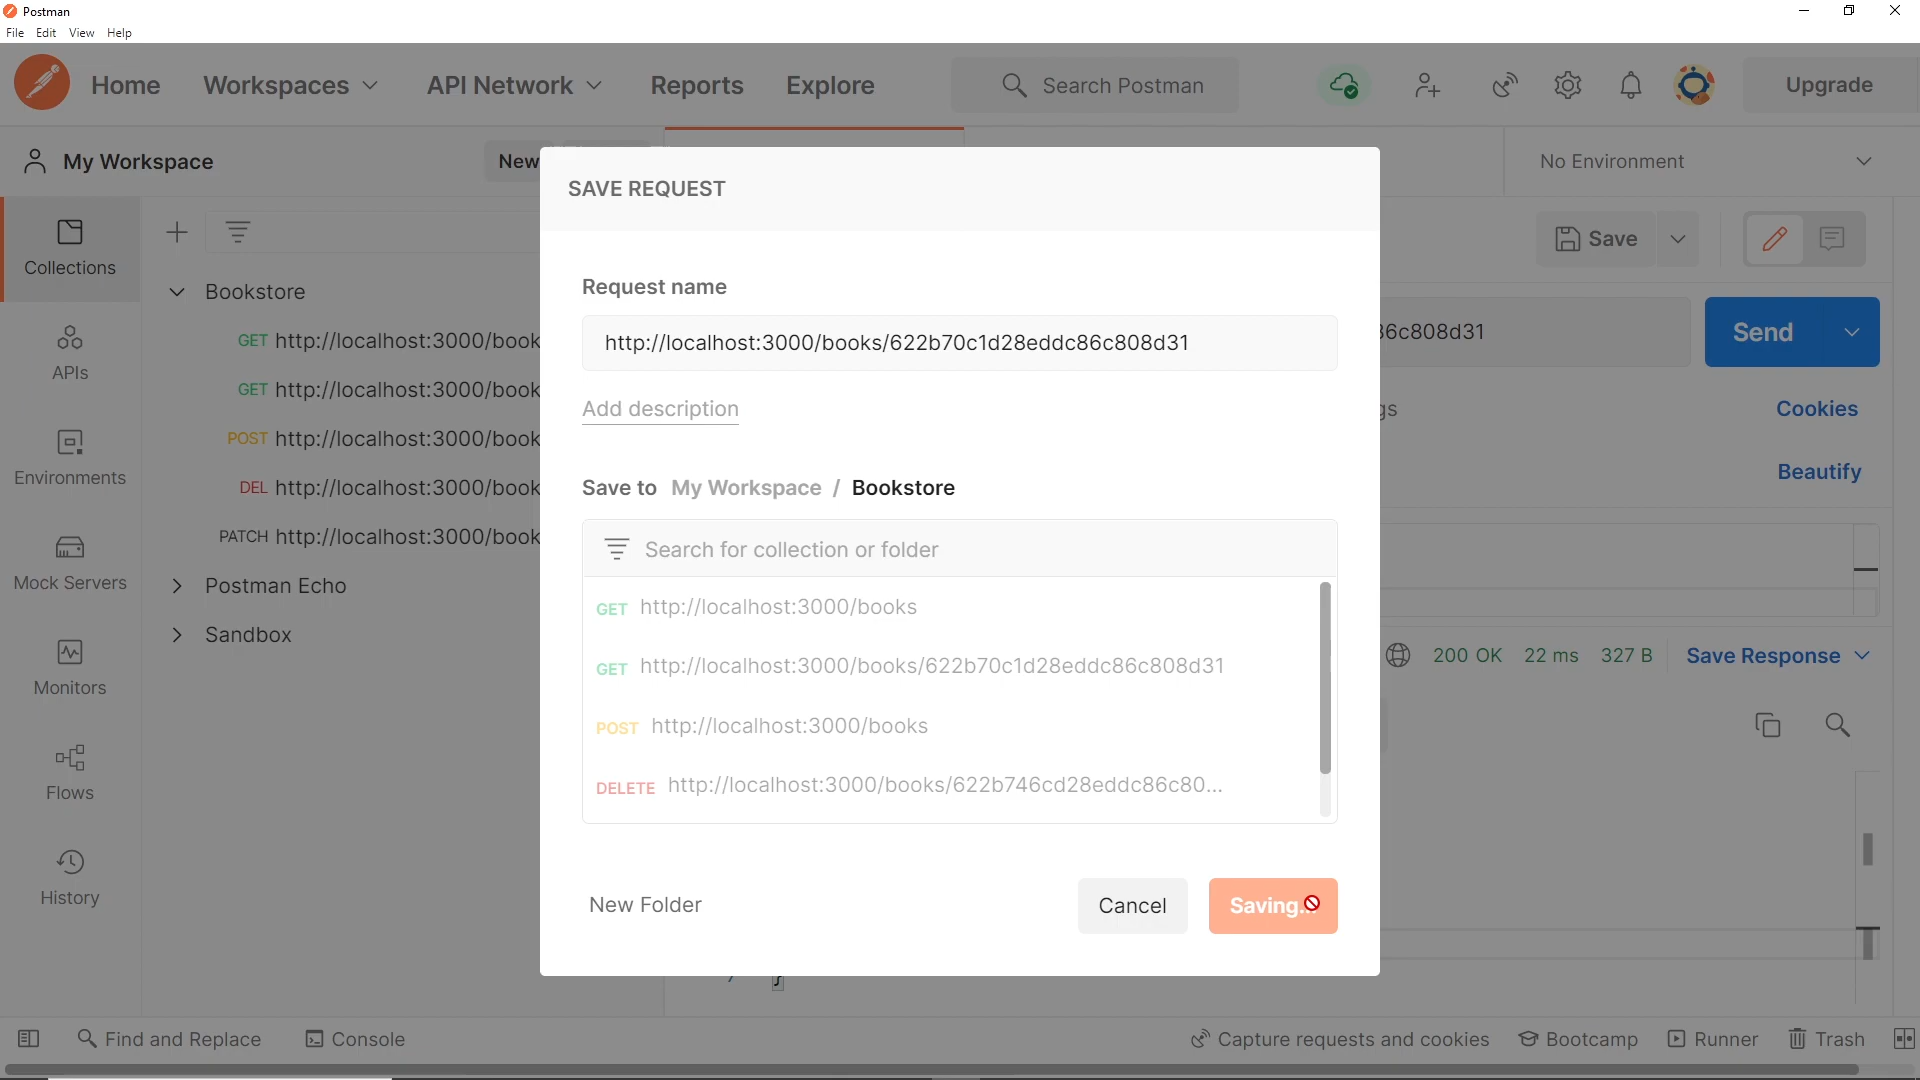 Postman
File Edit View Help
Home Workspaces API Network Reports Explore Search Postman Upgrade
My Workspace New No Environment
SAVE REQUEST
Collections
Save
Bookstore
Request name
GET http://localhost:3000/book
http://localhost:3000/books/622b70c1d28eddc86c808d31
86c808d31 Send
APIs
GET http://localhost:3000/book
Add description
gs Cookies
POST http://localhost:3000/book
Environments
Beautify
DEL http://localhost:3000/book
Save to My Workspace / Bookstore
PATCH http://localhost:3000/book
Search for collection or folder
Mock Servers
Postman Echo
GET http://localhost:3000/books
Sandbox
GET http://localhost:3000/books/622b70c1d28eddc86c808d31
200 OK 22 ms 327 B Save Response
Monitors
POST http://localhost:3000/books
DELETE http://localhost:3000/books/622b746cd28eddc86c80...
Flows
History
New Folder Cancel Saving...
}
Find and Replace Console Capture requests and cookies Bootcamp Runner Trash